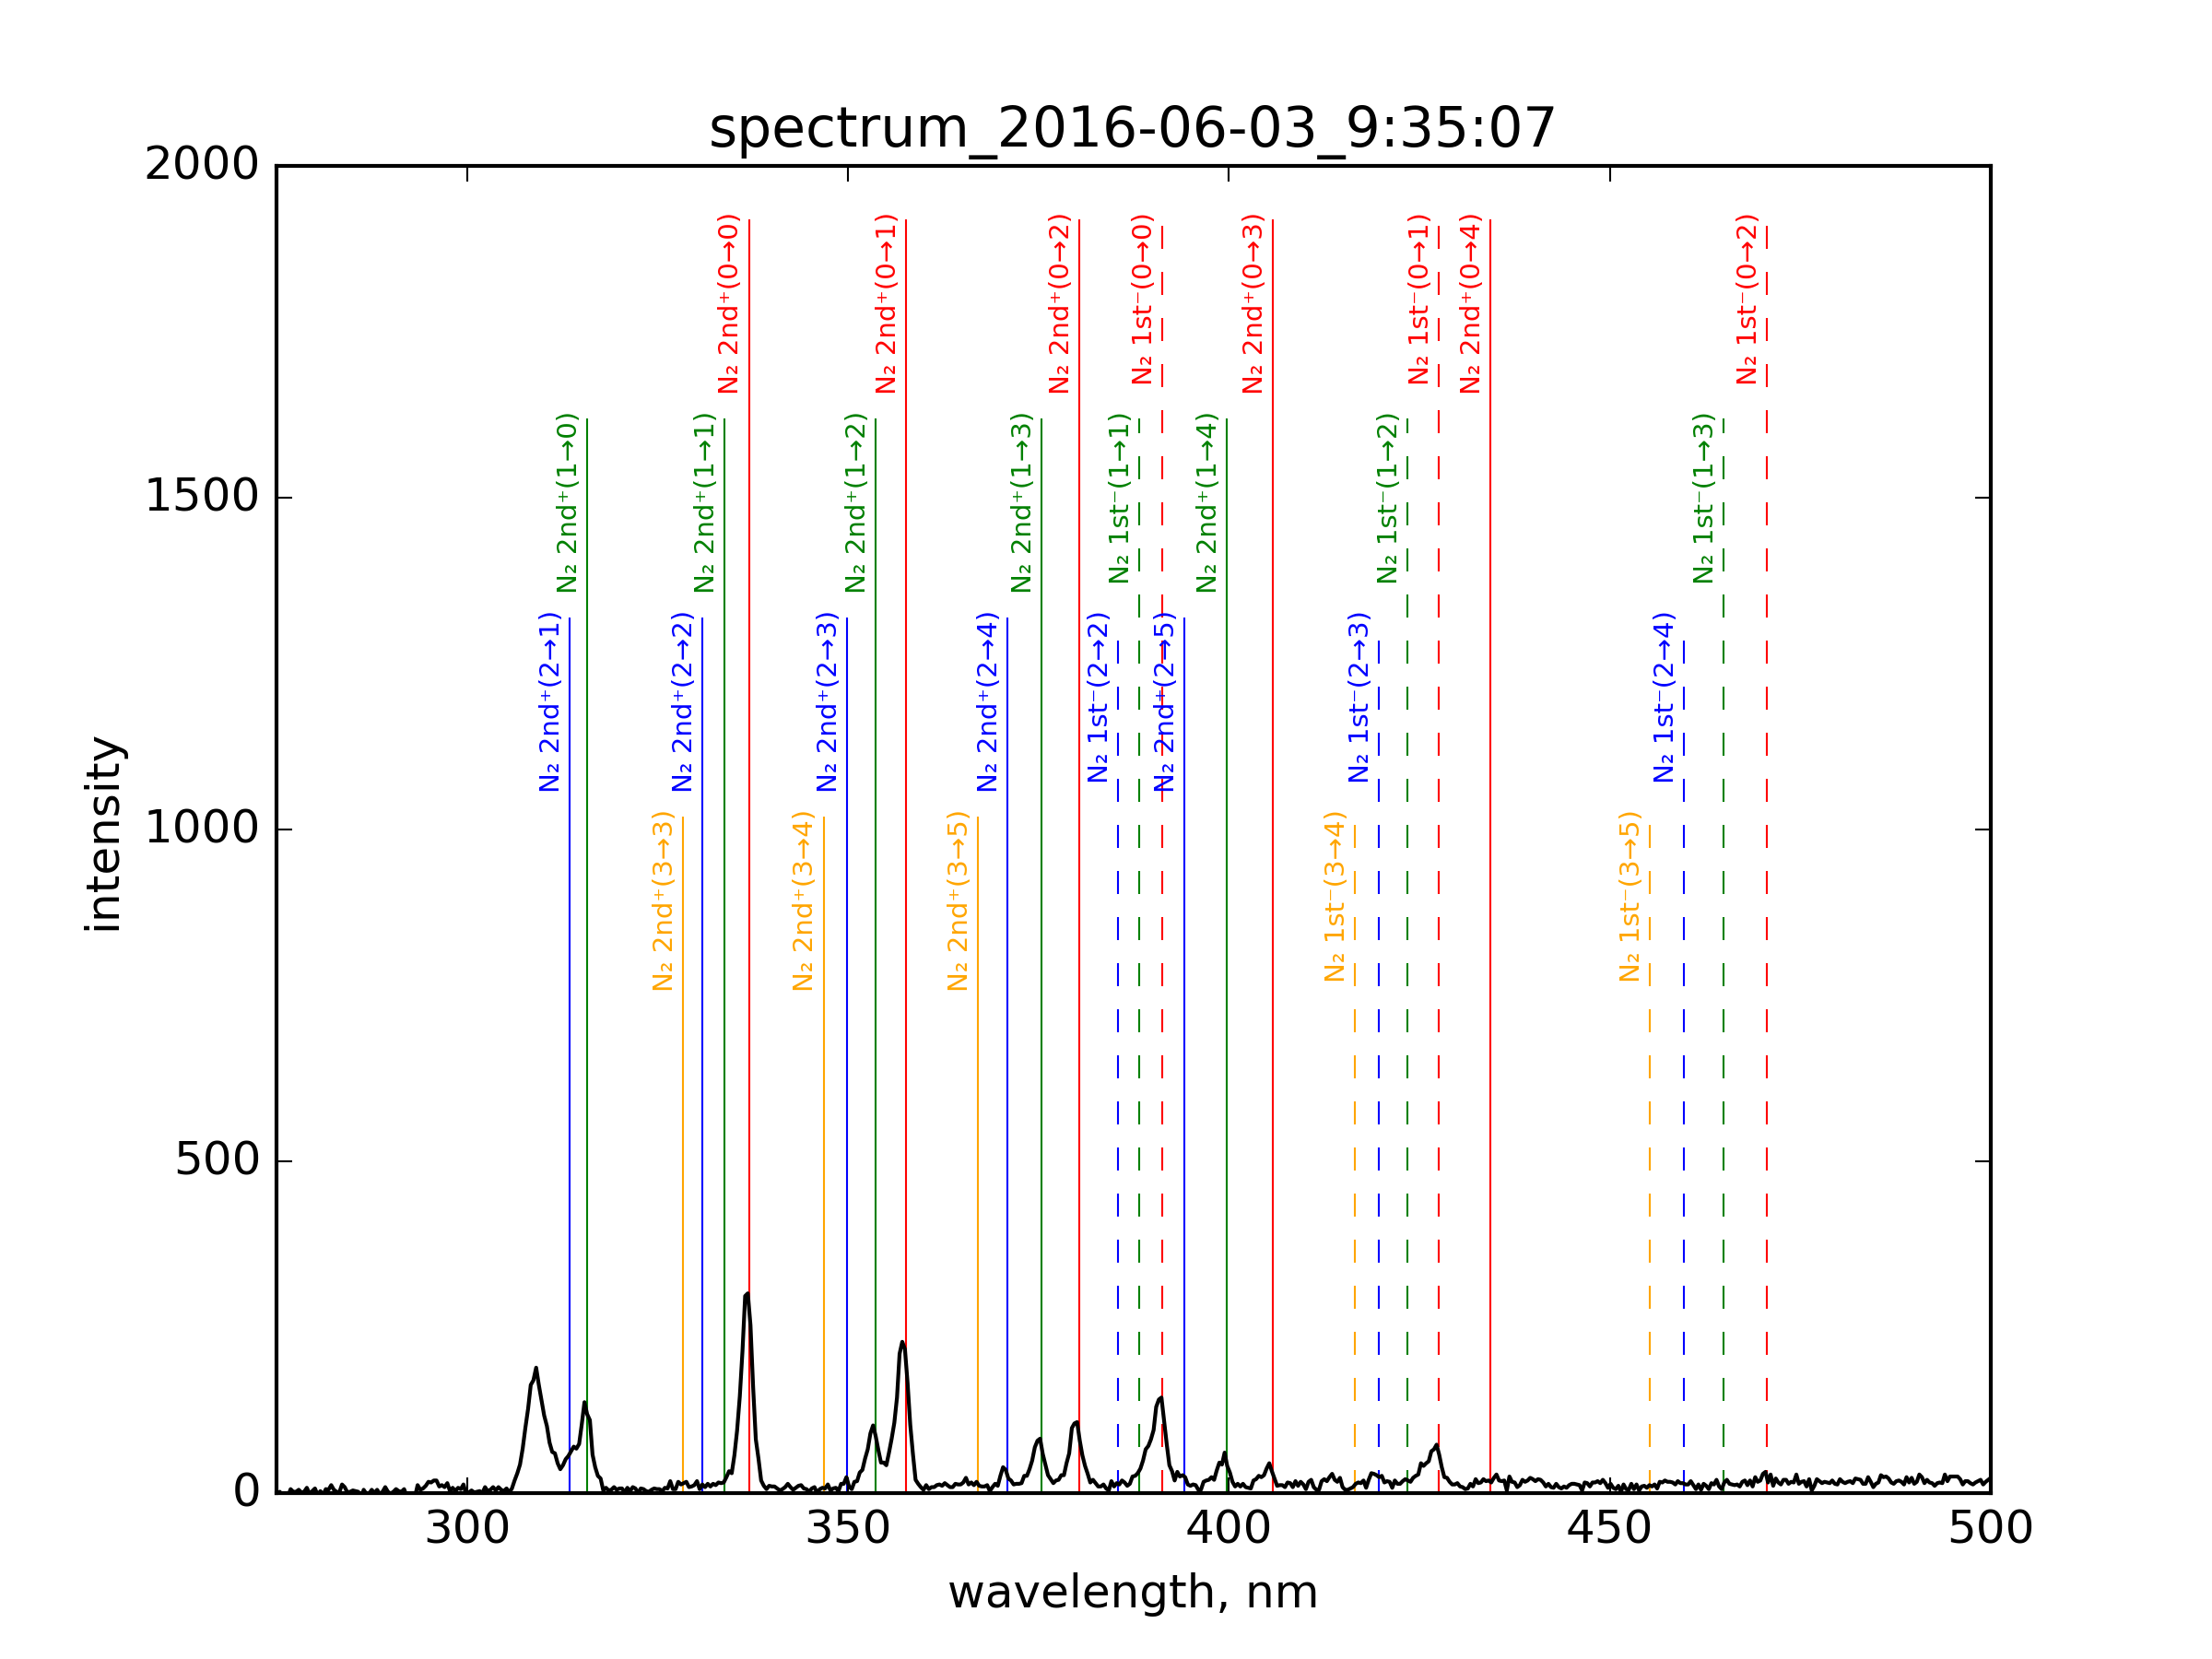 spectrum_2016-06-03_9:35:07
2000
1500
1000
500
0
intensity
N₂ 2nd⁺(0→0)
N₂ 2nd⁺(0→1)
N₂ 2nd⁺(0→2)
N₂ 1st⁻(0→0)
N₂ 2nd⁺(0→3)
N₂ 1st⁻(0→1)
N₂ 2nd⁺(0→4)
N₂ 1st⁻(0→2)
N₂ 2nd⁺(1→0)
N₂ 2nd⁺(1→1)
N₂ 2nd⁺(1→2)
N₂ 2nd⁺(1→3)
N₂ 1st⁻(1→1)
N₂ 2nd⁺(1→4)
N₂ 1st⁻(1→2)
N₂ 1st⁻(1→3)
N₂ 2nd⁺(2→1)
N₂ 2nd⁺(2→2)
N₂ 2nd⁺(2→3)
N₂ 2nd⁺(2→4)
N₂ 1st⁻(2→2)
N₂ 2nd⁺(2→5)
N₂ 1st⁻(2→3)
N₂ 1st⁻(2→4)
N₂ 2nd⁺(3→3)
N₂ 2nd⁺(3→4)
N₂ 2nd⁺(3→5)
N₂ 1st⁻(3→4)
N₂ 1st⁻(3→5)
300 350 400 450 500
wavelength, nm